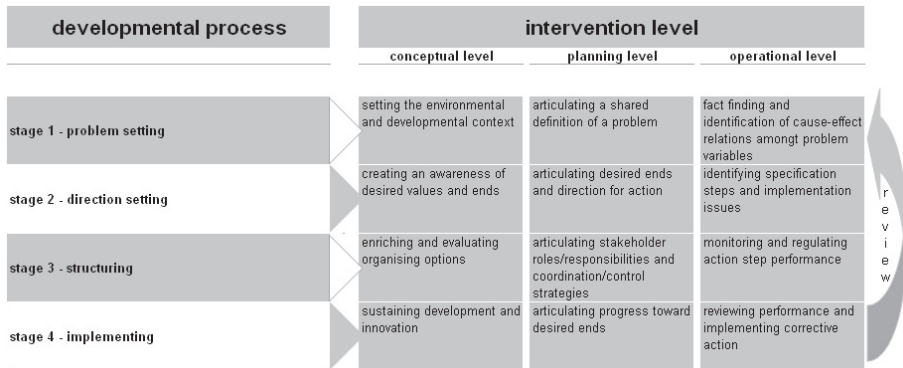 developmental process
intervention level
conceptual level
planning level
operational level
stage 1 - problem setting
setting the environmental
and developmental context
articulating a shared
definition of a problem
fact finding and
identification of cause-effect
relations amongt problem
variables
stage 2 - direction setting
creating an awareness of
desired values and ends
articulating desired ends
and direction for action
identifying specification
steps and implementation
issues
stage 3 - structuring
enriching and evaluating
organising options
articulating stakeholder
roles/responsibilities and
coordination/control
strategies
monitoring and regulating
action step performance
stage 4 - implementing
sustaining development and
innovation
articulating progress toward
desired ends
reviewing performance and
implementing corrective
action
review